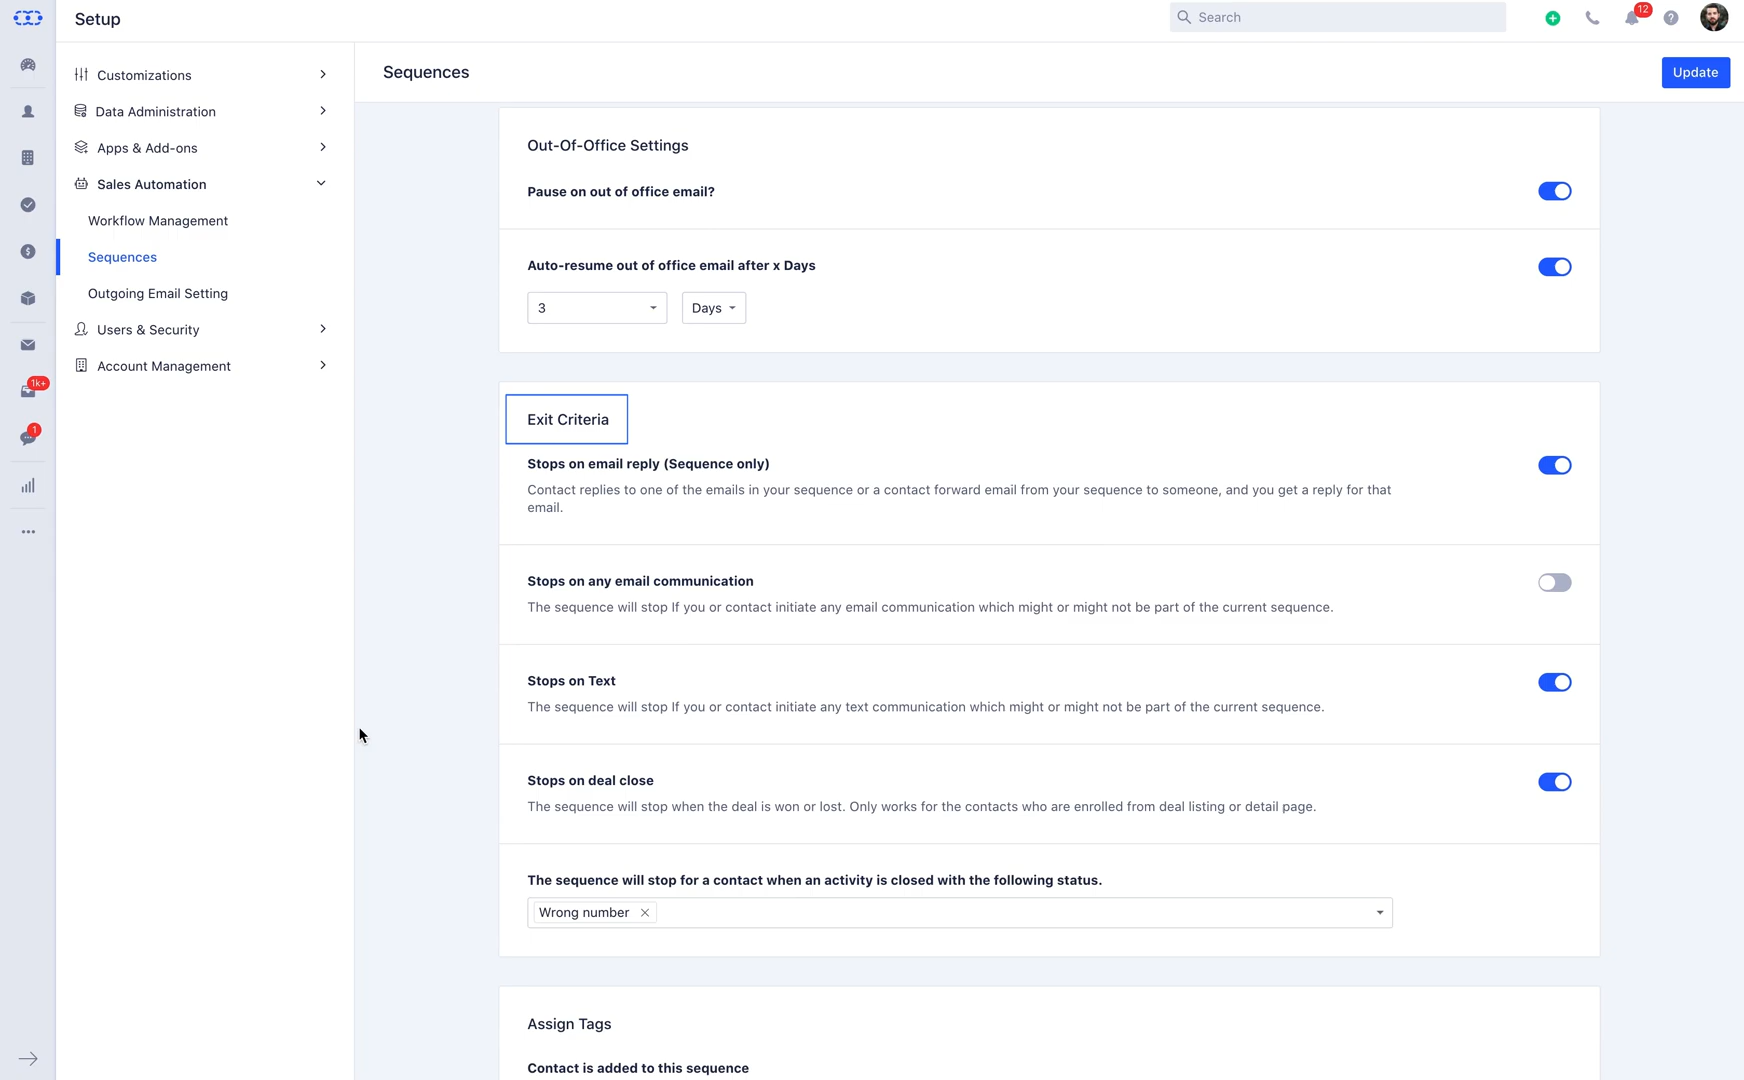 Setup
Search
12
Customizations
Data Administration
Apps & Add-ons
Sales Automation
Workflow Management
Sequences
Outgoing Email Setting
Users & Security
Account Management
1k+
1
Sequences
Update
Out-Of-Office Settings
Pause on out of office email?
Auto-resume out of office email after x Days
3
Days
Exit Criteria
Stops on email reply (Sequence only)
Contact replies to one of the emails in your sequence or a contact forward email from your sequence to someone, and you get a reply for that
email.
Stops on any email communication
The sequence will stop If you or contact initiate any email communication which might or might not be part of the current sequence.
Stops on Text
The sequence will stop If you or contact initiate any text communication which might or might not be part of the current sequence.
Stops on deal close
The sequence will stop when the deal is won or lost. Only works for the contacts who are enrolled from deal listing or detail page.
The sequence will stop for a contact when an activity is closed with the following status.
Wrong number
Assign Tags
Contact is added to this sequence